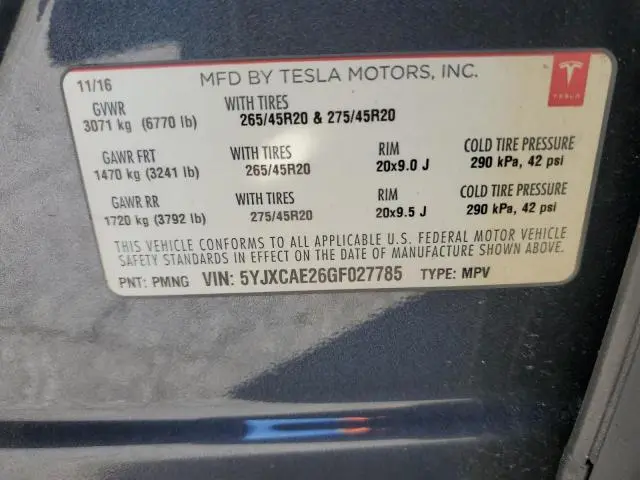 11/16 MFD BY TESLA MOTORS, INC.
TESLA
GVWR WITH TIRES
3071 kg (6770 lb) 265/45R20 & 275/45R20
GAWR FRT WITH TIRES RIM COLD TIRE PRESSURE
1470 kg (3241 lb) 265/45R20 20x9.0 J 290 kPa, 42 psi
GAWR RR WITH TIRES RIM COLD TIRE PRESSURE
1720 kg (3792 lb) 275/45R20 20x9.5 J 290 kPa, 42 psi
THIS VEHICLE CONFORMS TO ALL APPLICABLE U.S. FEDERAL MOTOR VEHICLE
SAFETY STANDARDS IN EFFECT ON THE DATE OF MANUFACTURE SHOWN ABOVE.
PNT: PMNG VIN: 5YJXCAE26GF027785 TYPE: MPV